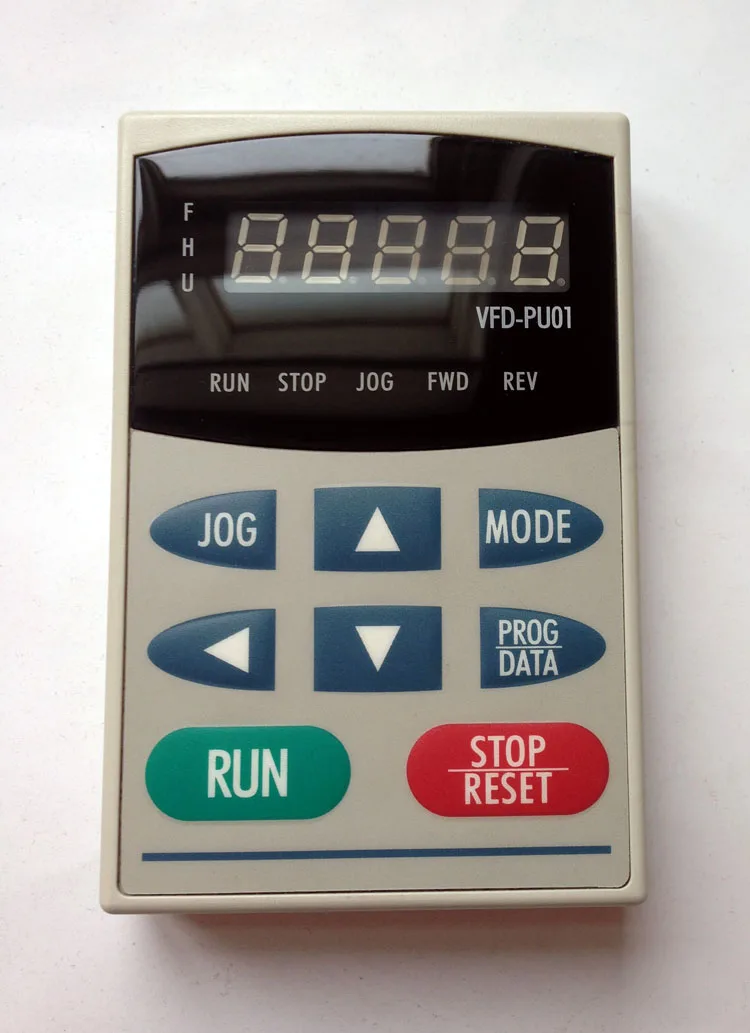 F
H
U
VFD-PU01
RUN STOP JOG FWD REV
JOG MODE
PROG
DATA
RUN STOP
RESET